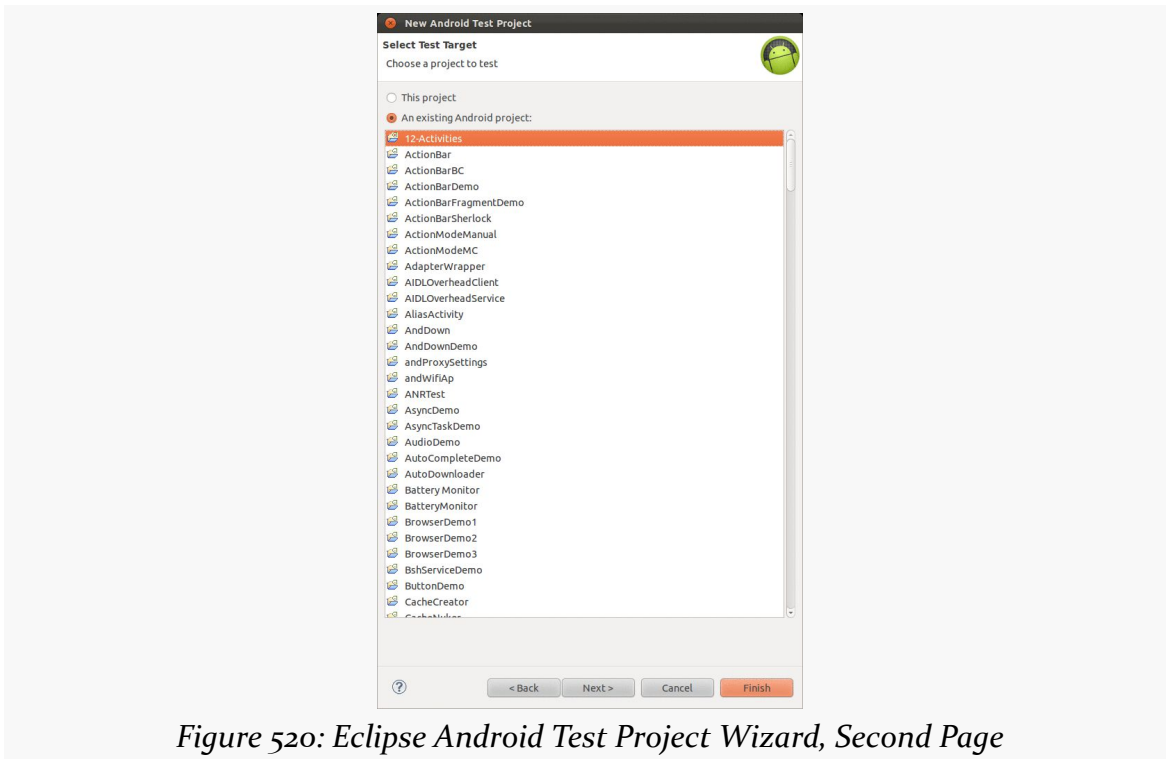 New Android Test Project
Select Test Target
Choose a project to test
This project
An existing Android project:
12-Activities
ActionBar
ActionBarBC
ActionBarDemo
ActionBarFragmentDemo
ActionBarSherlock
ActionModeManual
ActionModeMC
AdapterWrapper
AIDLOverheadClient
AIDLOverheadService
AliasActivity
AndDown
AndDownDemo
andProxySettings
andWifiAp
ANRTest
AsyncDemo
AsyncTaskDemo
AudioDemo
AutoCompleteDemo
AutoDownloader
Battery Monitor
BatteryMonitor
BrowserDemo1
BrowserDemo2
BrowserDemo3
BshServiceDemo
ButtonDemo
CacheCreator
? < Back Next > Cancel Finish
Figure 520: Eclipse Android Test Project Wizard, Second Page